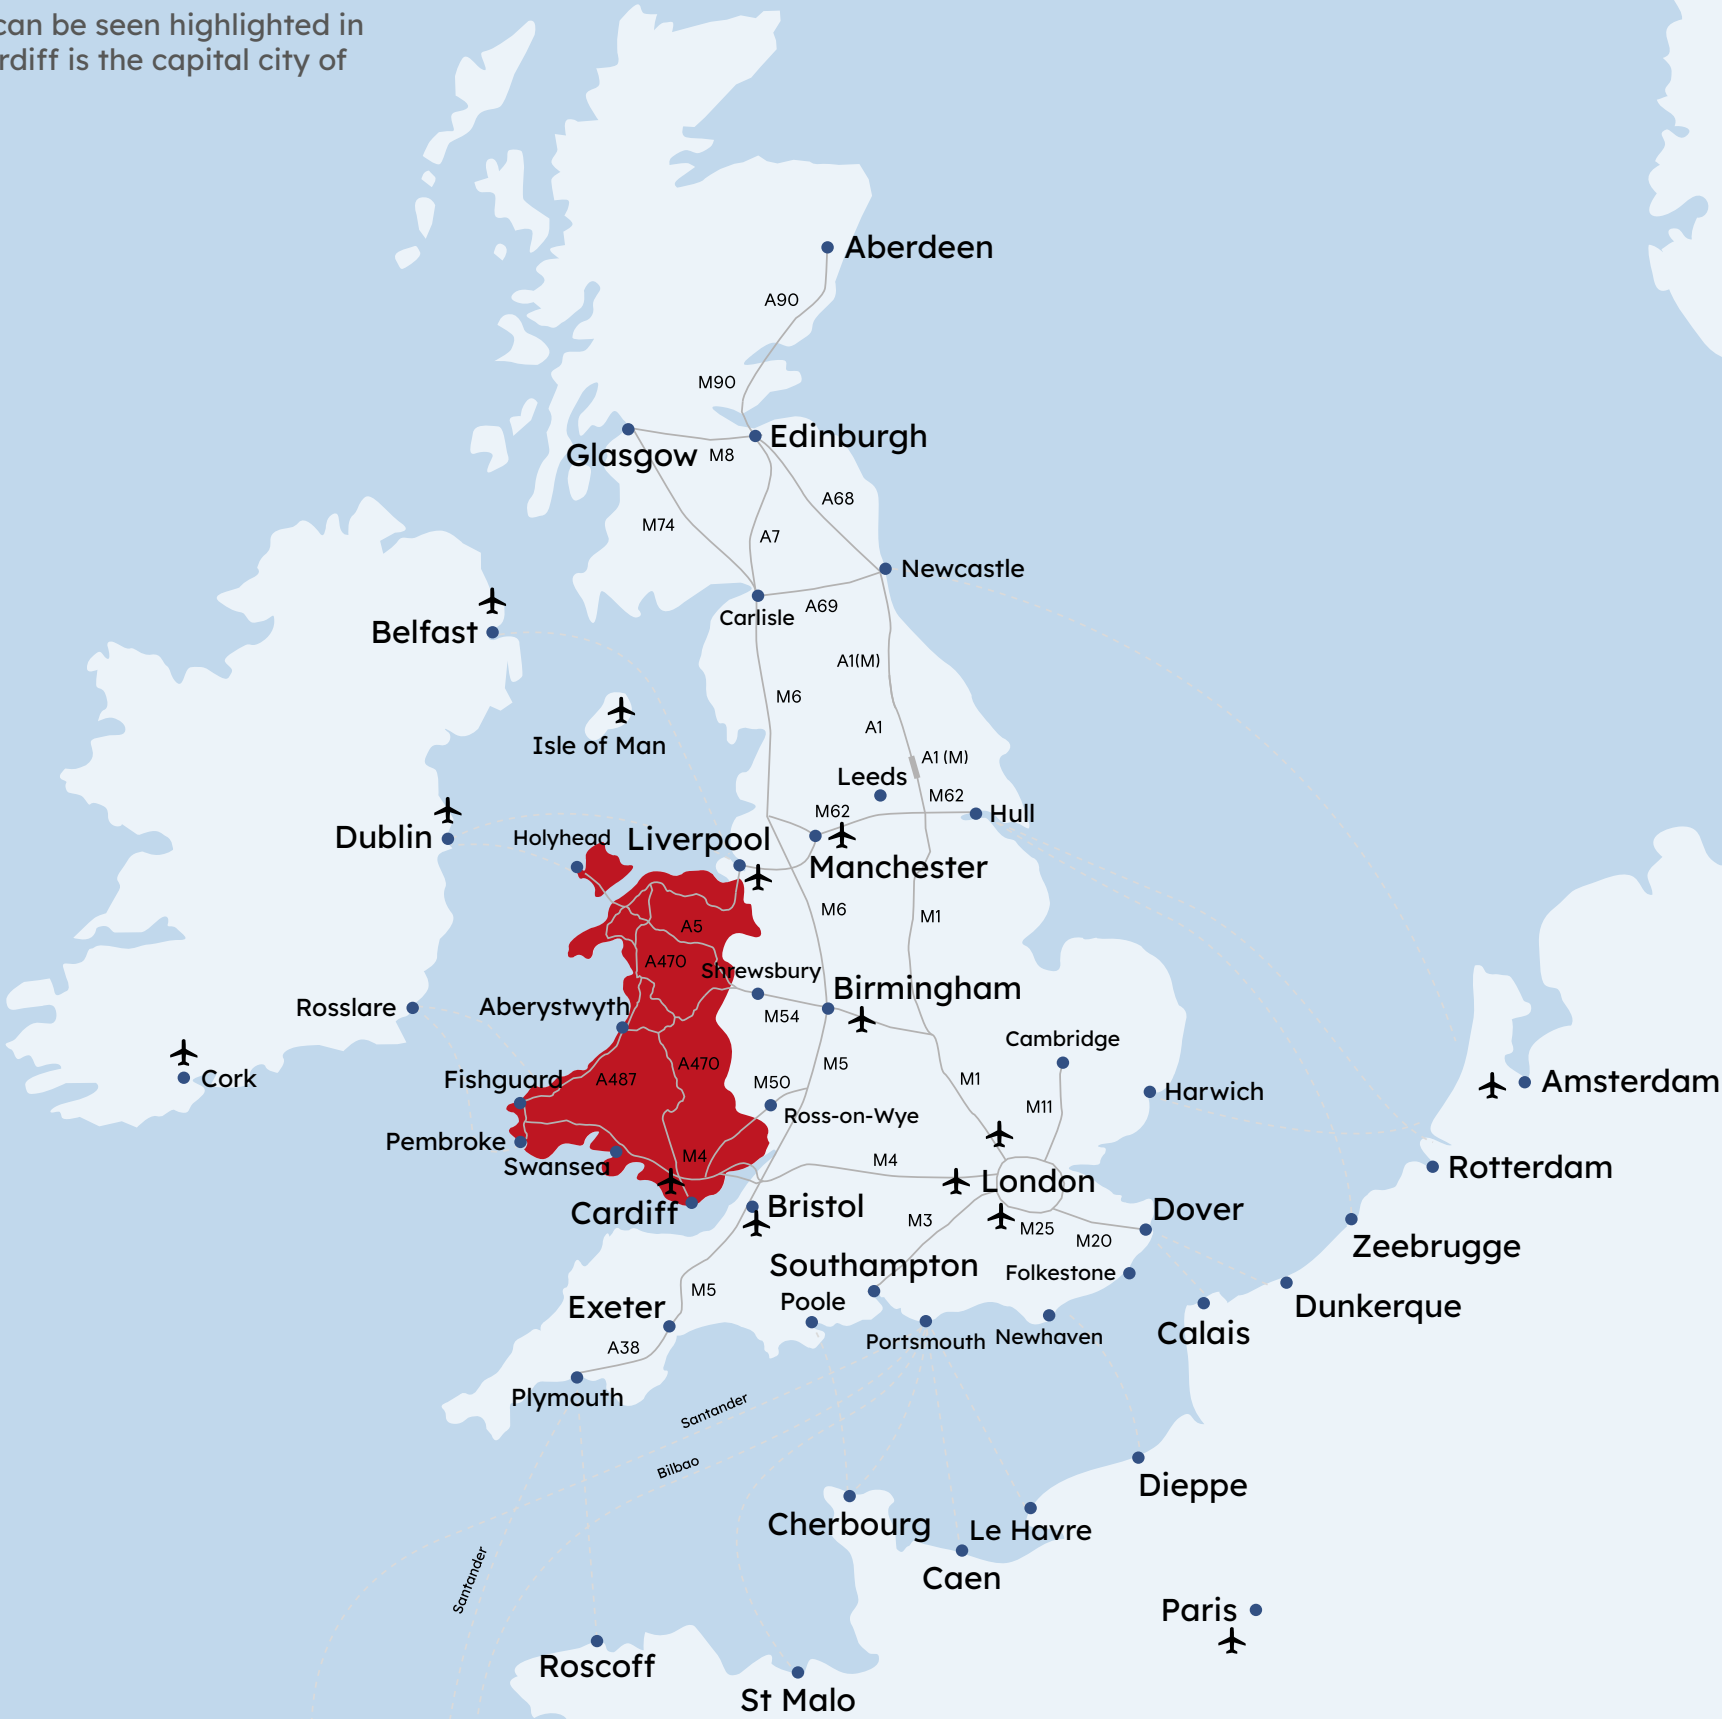 can be seen highlighted in
rdiff is the capital city of
Aberdeen
A90
M90
Edinburgh
Glasgow
M8
A68
M74
A7
Newcastle
A69
Carlisle
Belfast
A1(M)
M6
A1
Isle of Man
A1 (M)
Leeds
M62
M62
Hull
Dublin
Holyhead
Liverpool
Manchester
M6
M1
A5
A470
Shrewsbury
Birmingham
Rosslare
Aberystwyth
M54
Cambridge
Cork
Fishguard
A487
A470
M5
M50
M1
M11
Harwich
Amsterdam
Ross-on-Wye
Pembroke
Swansea
M4
M4
London
Rotterdam
Cardiff
Bristol
M3
M25
Dover
M20
Zeebrugge
Southampton
Folkestone
M5
Poole
Exeter
Dunkerque
A38
Portsmouth
Newhaven
Calais
Plymouth
Santander
Bilbao
Dieppe
Cherbourg
Le Havre
Caen
Santander
Paris
Roscoff
St Malo